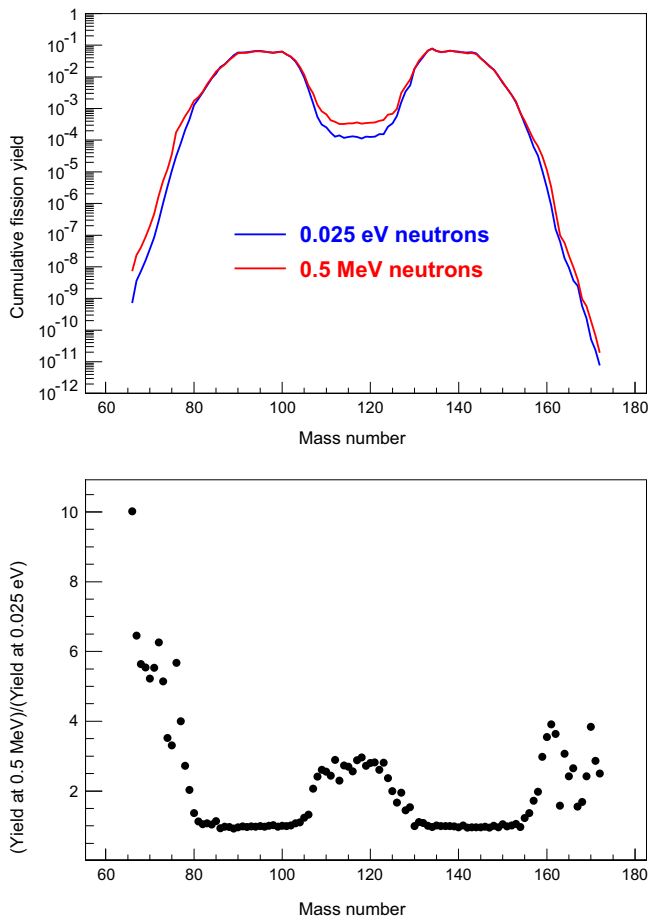 1
10-1
10-2
10-3
10-4
10-5
10-6
10-7
10-8
10-9
10-10
10-11
10-12
Cumulative fission yield
0.025 eV neutrons
0.5 MeV neutrons
60 80 100 120 140 160 180
Mass number
10
8
6
4
2
(Yield at 0.5 MeV)/(Yield at 0.025 eV)
60 80 100 120 140 160 180
Mass number